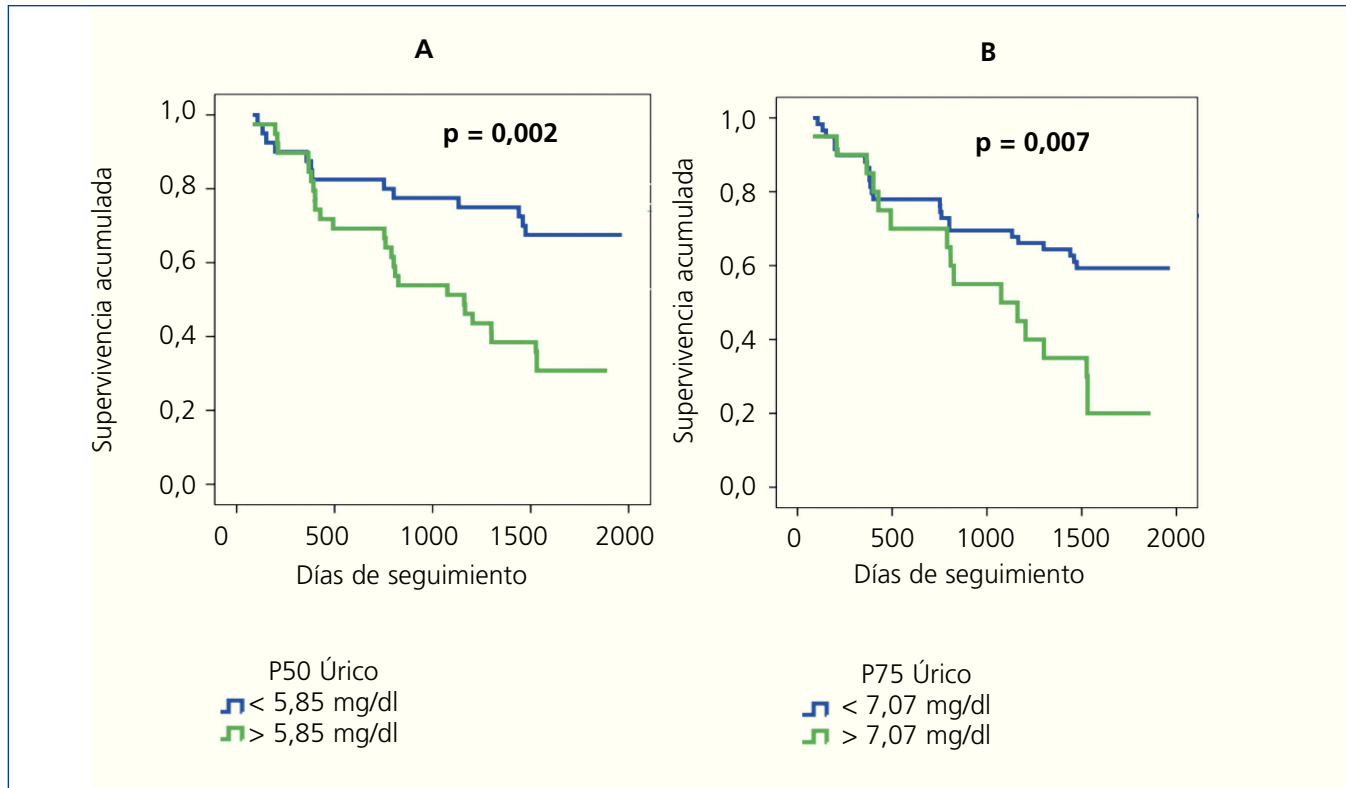 A
p = 0,002
Supervivencia acumulada
1,0
0,8
0,6
0,4
0,2
0,0
0 500 1000 1500 2000
Días de seguimiento
P50 Úrico
< 5,85 mg/dl
> 5,85 mg/dl
B
p = 0,007
Supervivencia acumulada
1,0
0,8
0,6
0,4
0,2
0,0
0 500 1000 1500 2000
Días de seguimiento
P75 Úrico
< 7,07 mg/dl
> 7,07 mg/dl